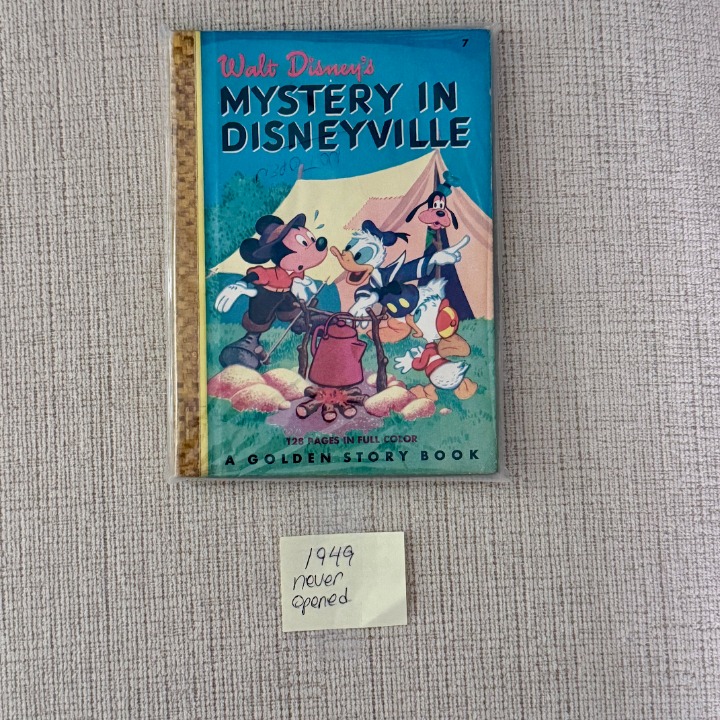 7
Walt Disney's
MYSTERY IN
DISNEYVILLE
128 PAGES IN FULL COLOR
A GOLDEN STORY BOOK
1949
never
opened